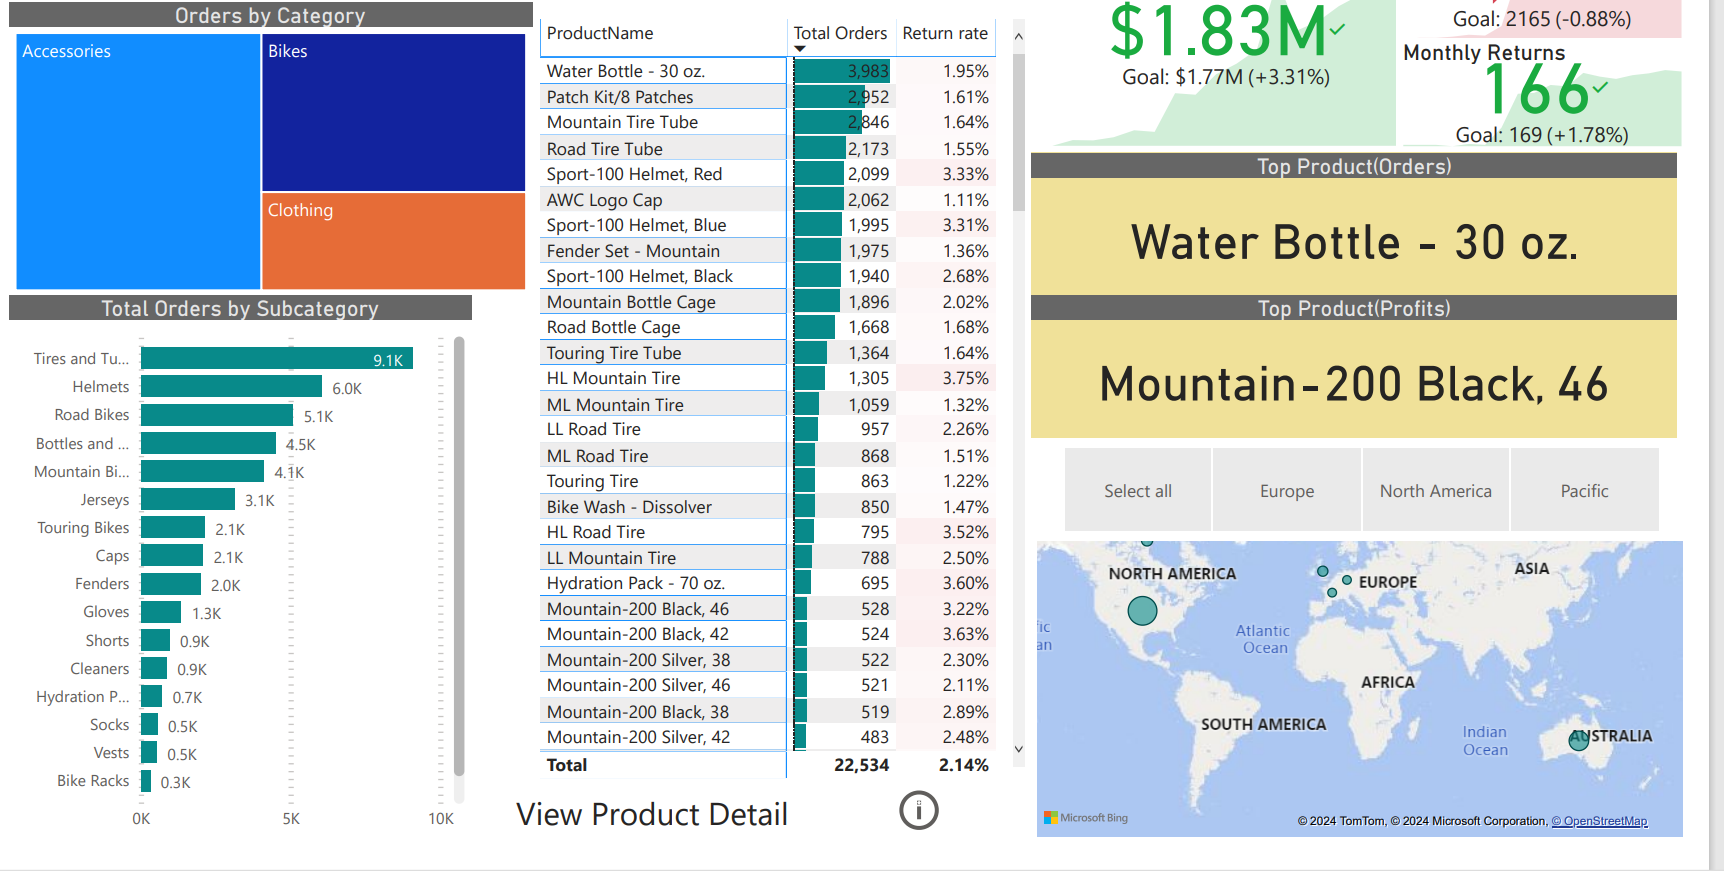 Orders by Category
Accessories
Bikes
Clothing
Total Orders by Subcategory
Tires and Tu... 9.1K
Helmets 6.0K
Road Bikes 5.1K
Bottles and ... 4.5K
Mountain Bi... 4.1K
Jerseys 3.1K
Touring Bikes 2.1K
Caps 2.1K
Fenders 2.0K
Gloves 1.3K
Shorts 0.9K
Cleaners 0.9K
Hydration P... 0.7K
Socks 0.5K
Vests 0.5K
Bike Racks 0.3K
0K 5K 10K
ProductName Total Orders Return rate
Water Bottle - 30 oz. 3,983 1.95%
Patch Kit/8 Patches 2,952 1.61%
Mountain Tire Tube 2,846 1.64%
Road Tire Tube 2,173 1.55%
Sport-100 Helmet, Red 2,099 3.33%
AWC Logo Cap 2,062 1.11%
Sport-100 Helmet, Blue 1,995 3.31%
Fender Set - Mountain 1,975 1.36%
Sport-100 Helmet, Black 1,940 2.68%
Mountain Bottle Cage 1,896 2.02%
Road Bottle Cage 1,668 1.68%
Touring Tire Tube 1,364 1.64%
HL Mountain Tire 1,305 3.75%
ML Mountain Tire 1,059 1.32%
LL Road Tire 957 2.26%
ML Road Tire 868 1.51%
Touring Tire 863 1.22%
Bike Wash - Dissolver 850 1.47%
HL Road Tire 795 3.52%
LL Mountain Tire 788 2.50%
Hydration Pack - 70 oz. 695 3.60%
Mountain-200 Black, 46 528 3.22%
Mountain-200 Black, 42 524 3.63%
Mountain-200 Silver, 38 522 2.30%
Mountain-200 Silver, 46 521 2.11%
Mountain-200 Black, 38 519 2.89%
Mountain-200 Silver, 42 483 2.48%
Total 22,534 2.14%
View Product Detail
$1.83M
Goal: $1.77M (+3.31%)
Goal: 2165 (-0.88%)
Monthly Returns
166
Goal: 169 (+1.78%)
Top Product(Orders)
Water Bottle - 30 oz.
Top Product(Profits)
Mountain-200 Black, 46
Select all
Europe
North America
Pacific
NORTH AMERICA
EUROPE
ASIA
ic
an
Atlantic
Ocean
AFRICA
SOUTH AMERICA
Indian
Ocean
AUSTRALIA
Microsoft Bing
© 2024 TomTom, © 2024 Microsoft Corporation, © OpenStreetMap